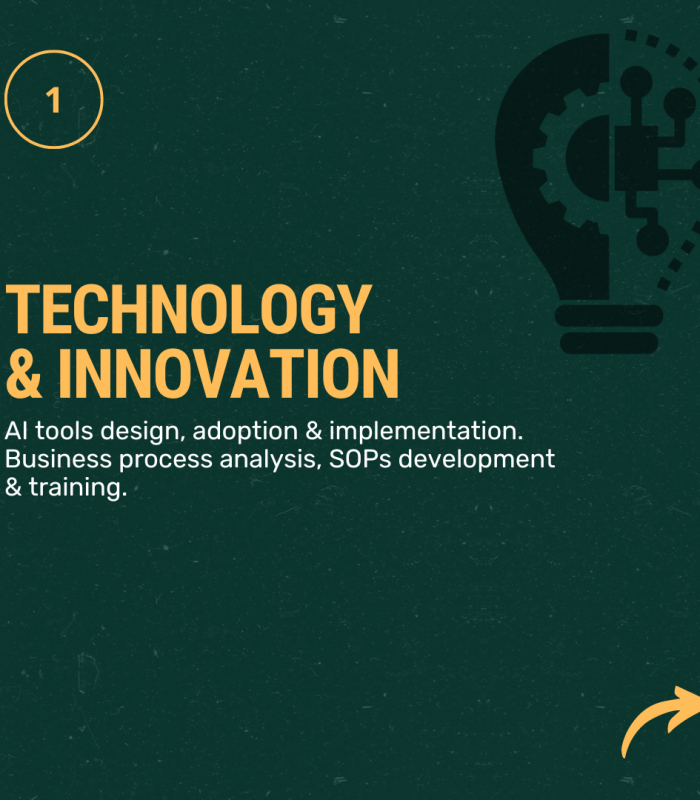 1
TECHNOLOGY
& INNOVATION
AI tools design, adoption & implementation.
Business process analysis, SOPs development
& training.